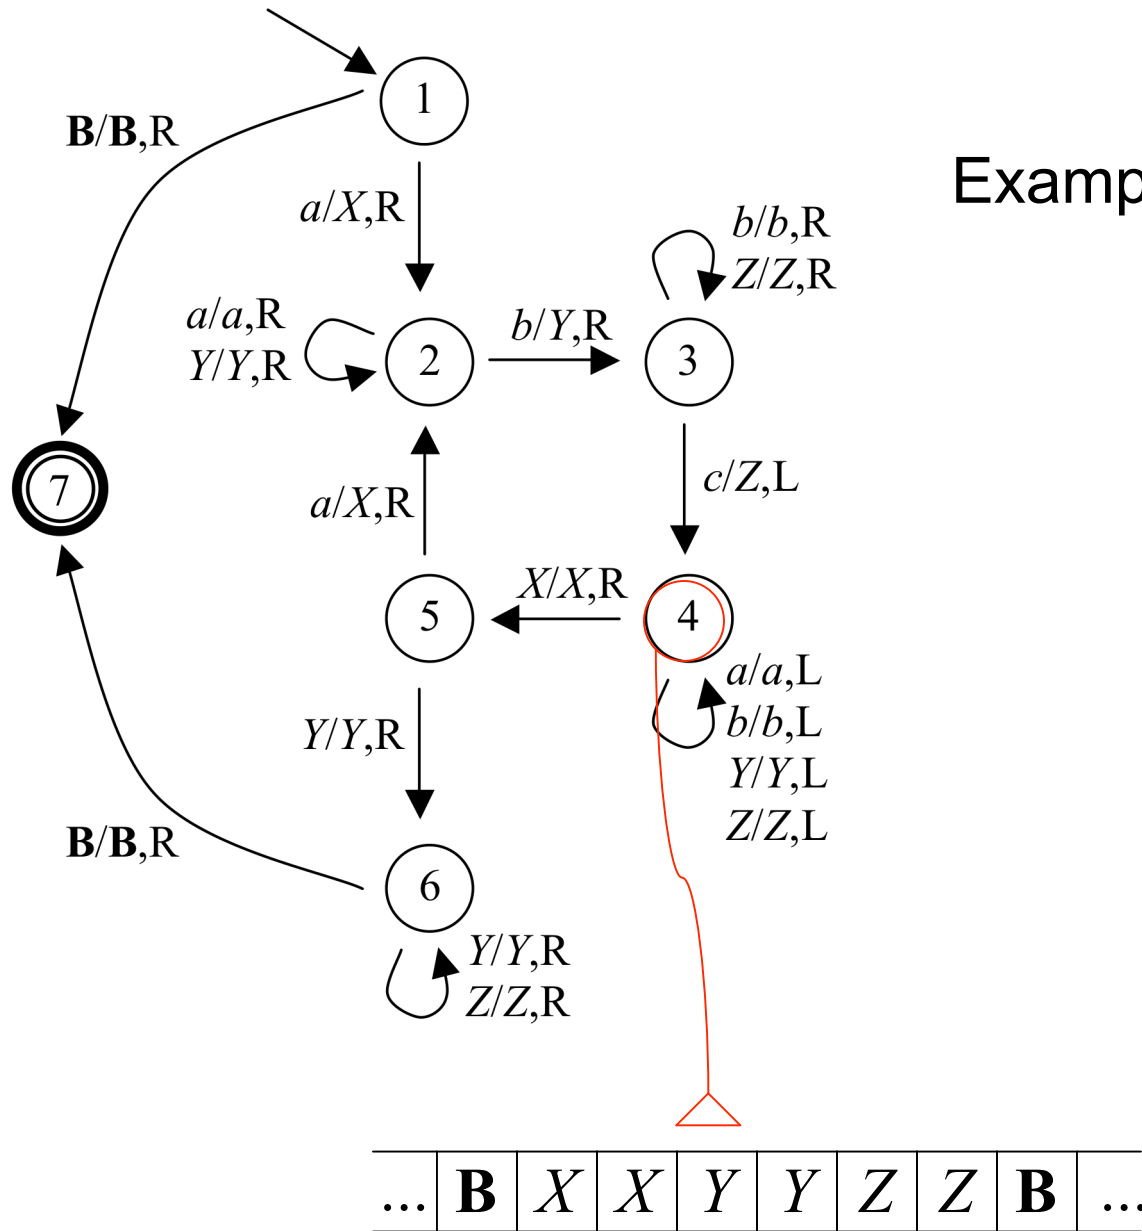 1
B/B,R
a/X,R
Examp
b/b,R
Z/Z,R
a/a,R
Y/Y,R
2
b/Y,R
3
7
a/X,R
c/Z,L
5
X/X,R
4
a/a,L
b/b,L
Y/Y,L
Z/Z,L
Y/Y,R
B/B,R
6
Y/Y,R
Z/Z,R
... B X X Y Y Z Z B ...